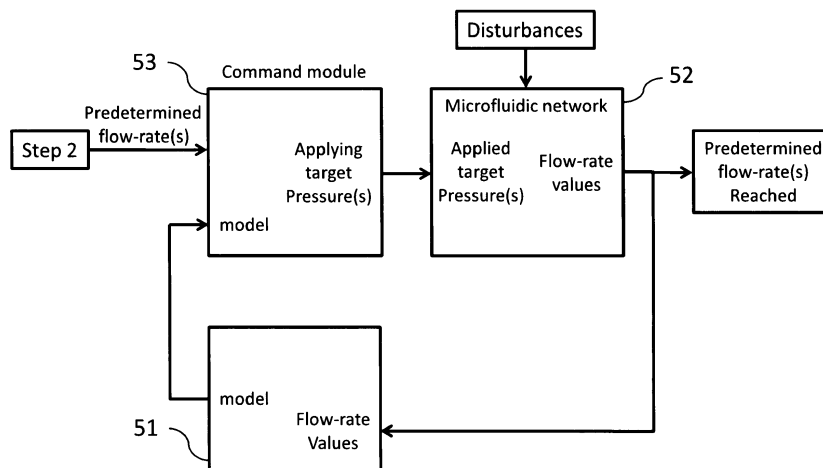 Disturbances
53
Command module
52
Microfluidic network
Predetermined
flow-rate(s)
Step 2
Applying
target
Pressure(s)
Applied
target
Pressure(s)
Flow-rate
values
Predetermined
flow-rate(s)
Reached
model
model
51
Flow-rate
Values